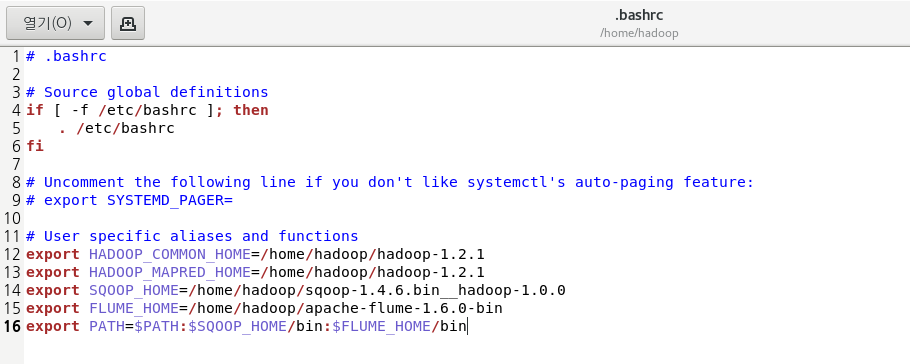 열기(O)
.bashrc
/home/hadoop
1 # .bashrc
2
3 # Source global definitions
4 if [ -f /etc/bashrc ]; then
5 . /etc/bashrc
6 fi
7
8 # Uncomment the following line if you don't like systemctl's auto-paging feature:
9 # export SYSTEMD_PAGER=
10
11 # User specific aliases and functions
12 export HADOOP_COMMON_HOME=/home/hadoop/hadoop-1.2.1
13 export HADOOP_MAPRED_HOME=/home/hadoop/hadoop-1.2.1
14 export SQOOP_HOME=/home/hadoop/sqoop-1.4.6.bin__hadoop-1.0.0
15 export FLUME_HOME=/home/hadoop/apache-flume-1.6.0-bin
16 export PATH=$PATH:$SQOOP_HOME/bin:$FLUME_HOME/bin